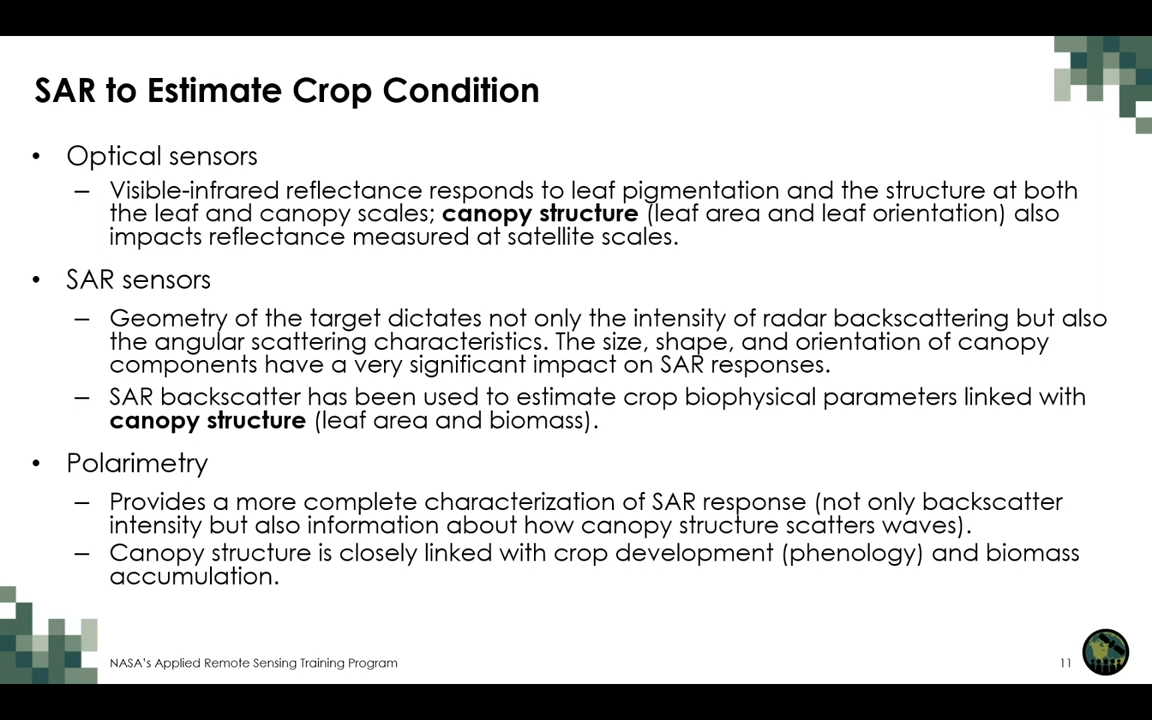 SAR to Estimate Crop Condition
• Optical sensors
– Visible-infrared reflectance responds to leaf pigmentation and the structure at both
the leaf and canopy scales; canopy structure (leaf area and leaf orientation) also
impacts reflectance measured at satellite scales.
• SAR sensors
– Geometry of the target dictates not only the intensity of radar backscattering but also
the angular scattering characteristics. The size, shape, and orientation of canopy
components have a very significant impact on SAR responses.
– SAR backscatter has been used to estimate crop biophysical parameters linked with
canopy structure (leaf area and biomass).
• Polarimetry
– Provides a more complete characterization of SAR response (not only backscatter
intensity but also information about how canopy structure scatters waves).
– Canopy structure is closely linked with crop development (phenology) and biomass
accumulation.
NASA's Applied Remote Sensing Training Program
11